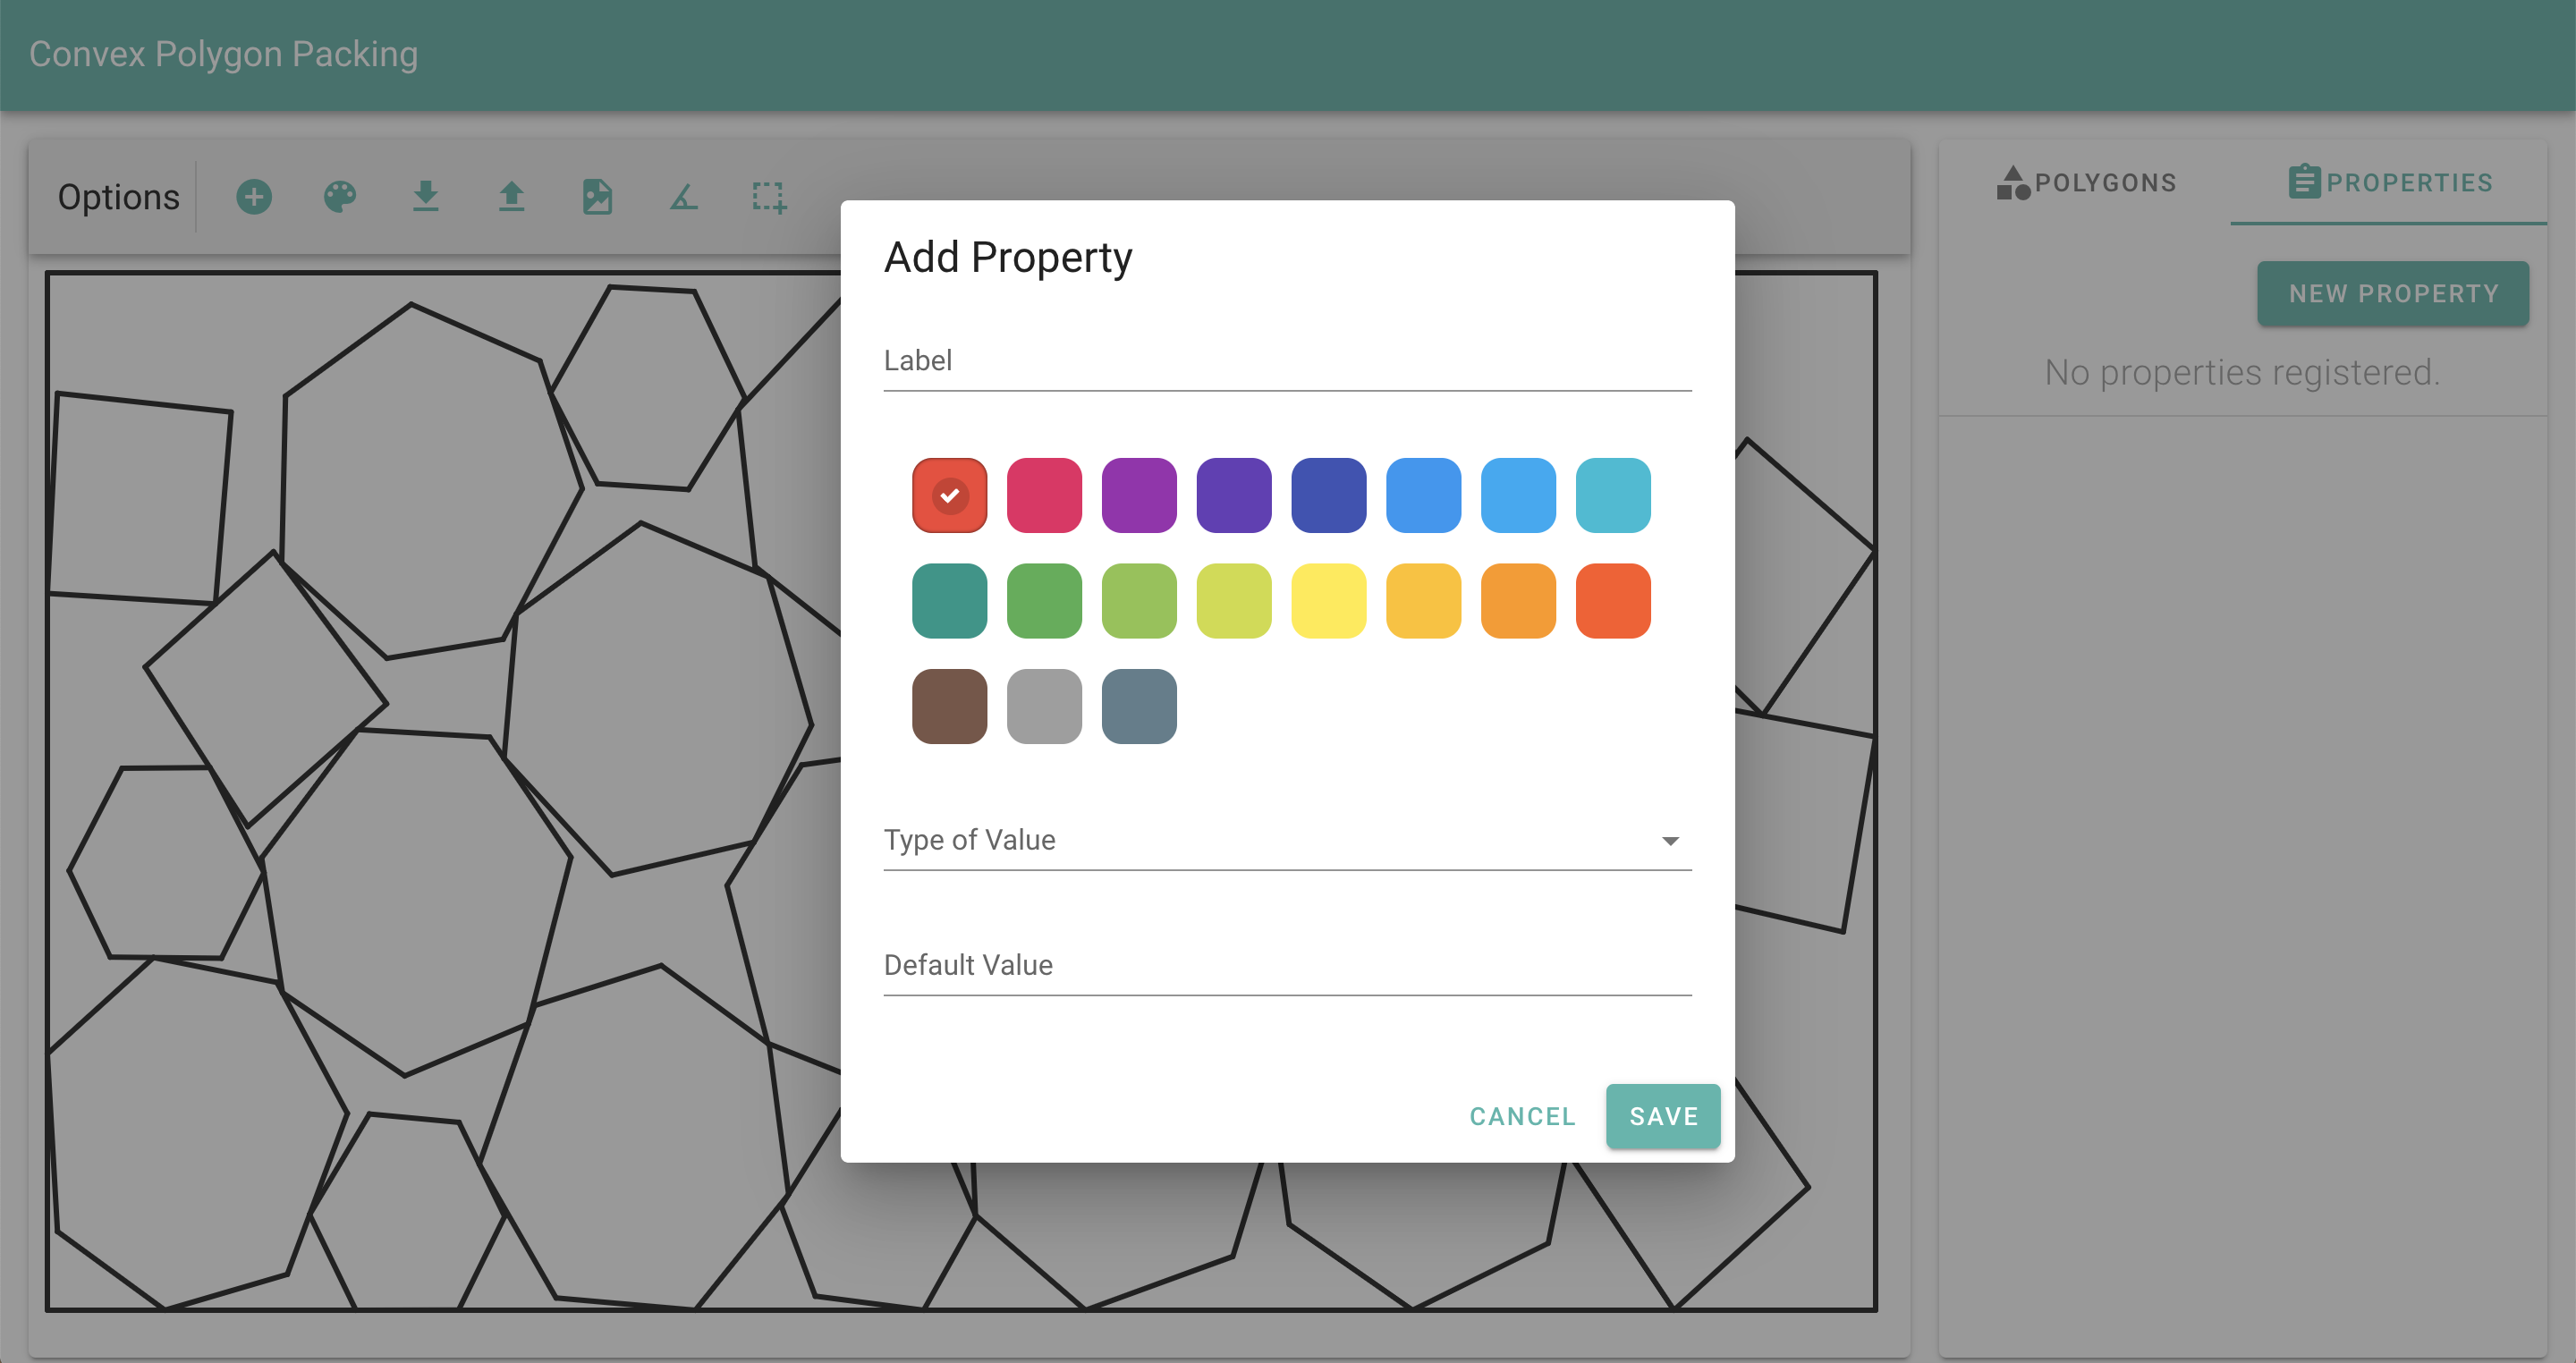 Convex Polygon Packing
Options
POLYGONS
PROPERTIES
NEW PROPERTY
No properties registered.
Add Property
Label
Type of Value
Default Value
CANCEL
SAVE